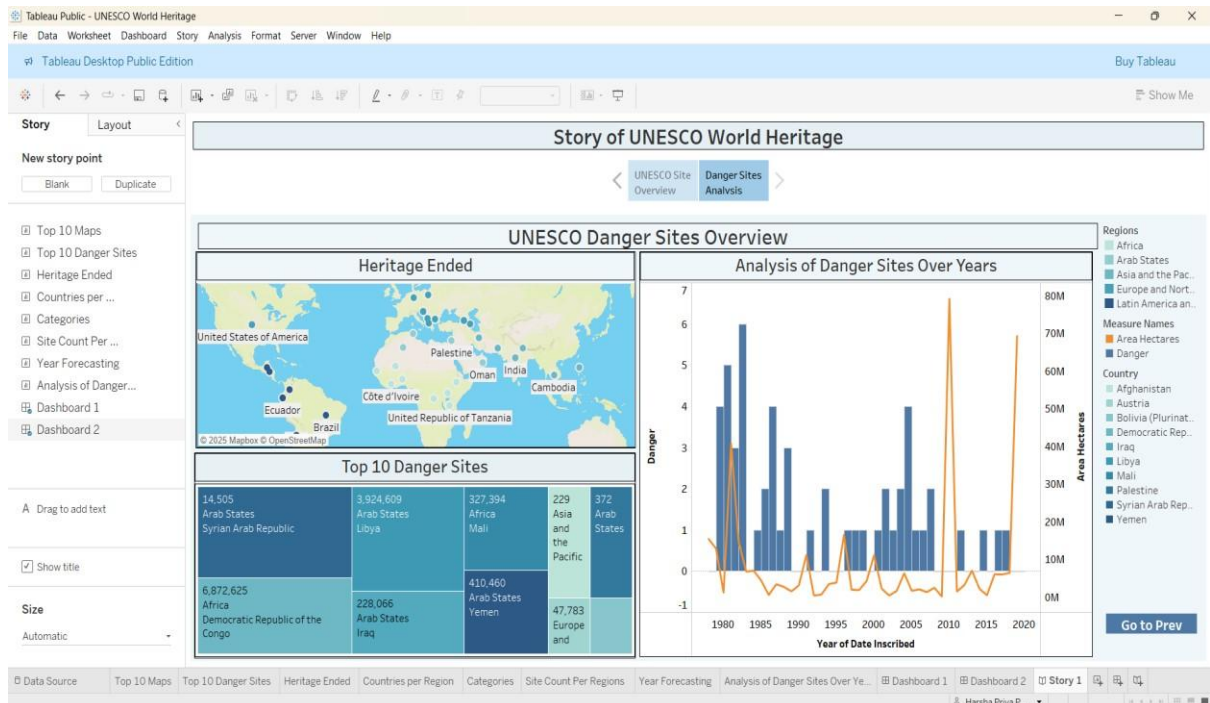 Tableau Public - UNESCO World Heritage
File Data Worksheet Dashboard Story Analysis Format Server Window Help
Tableau Desktop Public Edition
Buy Tableau
Show Me
Story
Layout
New story point
Blank
Duplicate
Top 10 Maps
Top 10 Danger Sites
Heritage Ended
Countries per ...
Categories
Site Count Per ...
Year Forecasting
Analysis of Danger...
Dashboard 1
Dashboard 2
A Drag to add text
Show title
Size
Automatic
Story of UNESCO World Heritage
UNESCO Site
Overview
Danger Sites
Analysis
UNESCO Danger Sites Overview
Heritage Ended
United States of America
Palestine
Oman
India
Cambodia
Côte d'Ivoire
United Republic of Tanzania
Ecuador
Brazil
© 2025 Mapbox © OpenStreetMap
Top 10 Danger Sites
14,505
Arab States
Syrian Arab Republic
6,872,625
Africa
Democratic Republic of the
Congo
3,924,609
Arab States
Libya
228,066
Arab States
Iraq
327,394
Africa
Mali
410,460
Arab States
Yemen
229
Asia
and
the
Pacific
372
Arab
States
47,783
Europe
and
Analysis of Danger Sites Over Years
7
6
5
4
3
2
1
0
-1
Danger
80M
70M
60M
50M
40M
30M
20M
10M
0M
Area Hectares
1980 1985 1990 1995 2000 2005 2010 2015 2020
Year of Date Inscribed
Regions
Africa
Arab States
Asia and the Pac..
Europe and Nort..
Latin America an..
Measure Names
Area Hectares
Danger
Country
Afghanistan
Austria
Bolivia (Plurinat..
Democratic Rep..
Iraq
Libya
Mali
Palestine
Syrian Arab Rep..
Yemen
Go to Prev
Data Source
Top 10 Maps
Top 10 Danger Sites
Heritage Ended
Countries per Region
Categories
Site Count Per Regions
Year Forecasting
Analysis of Danger Sites Over Ye...
Dashboard 1
Dashboard 2
Story 1
Harsha Priya P